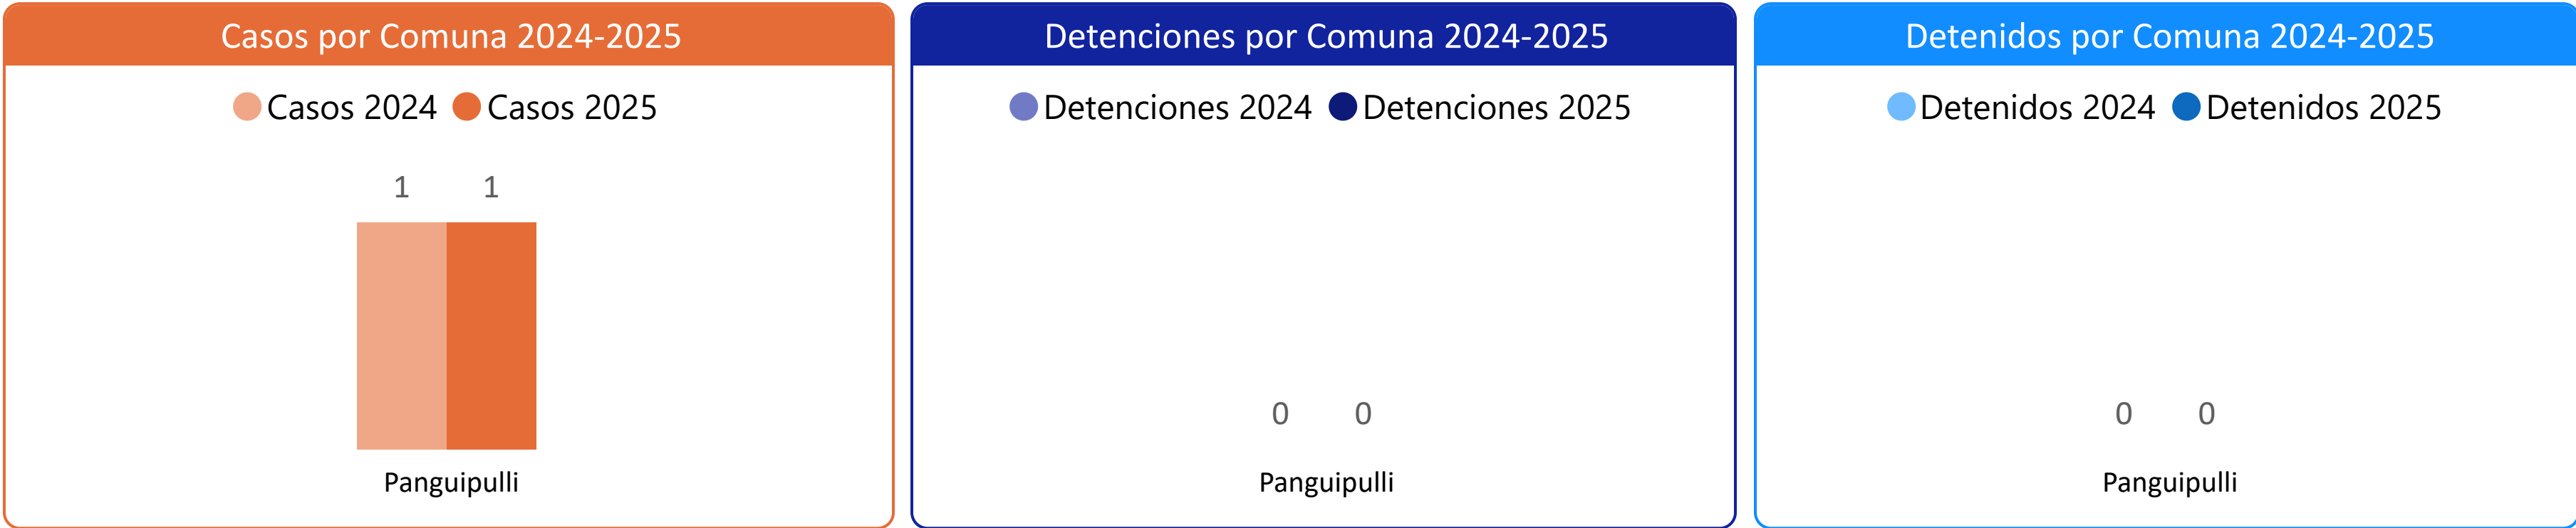 Casos por Comuna 2024-2025
Casos 2024 Casos 2025
1 1
Panguipulli
Detenciones por Comuna 2024-2025
Detenciones 2024 Detenciones 2025
0 0
Panguipulli
Detenidos por Comuna 2024-2025
Detenidos 2024 Detenidos 2025
0 0
Panguipulli